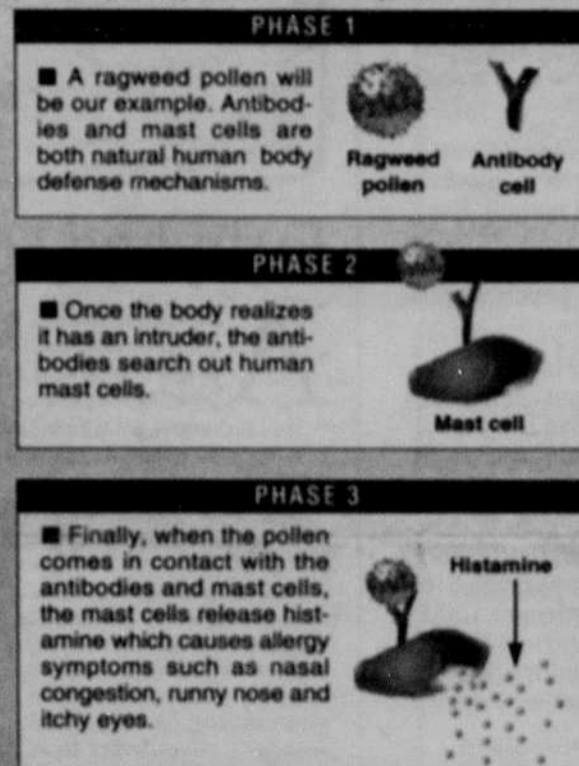 PHASE 1
■ A ragweed pollen will
be our example. Antibod-
ies and mast cells are
both natural human body
defense mechanisms.
Ragweed
pollen
Antibody
cell
PHASE 2
■ Once the body realizes
it has an intruder, the anti-
bodies search out human
mast cells.
Mast cell
PHASE 3
■ Finally, when the pollen
comes in contact with the
antibodies and mast cells,
the mast cells release hist-
amine which causes allergy
symptoms such as nasal
congestion, runny nose and
itchy eyes.
Histamine